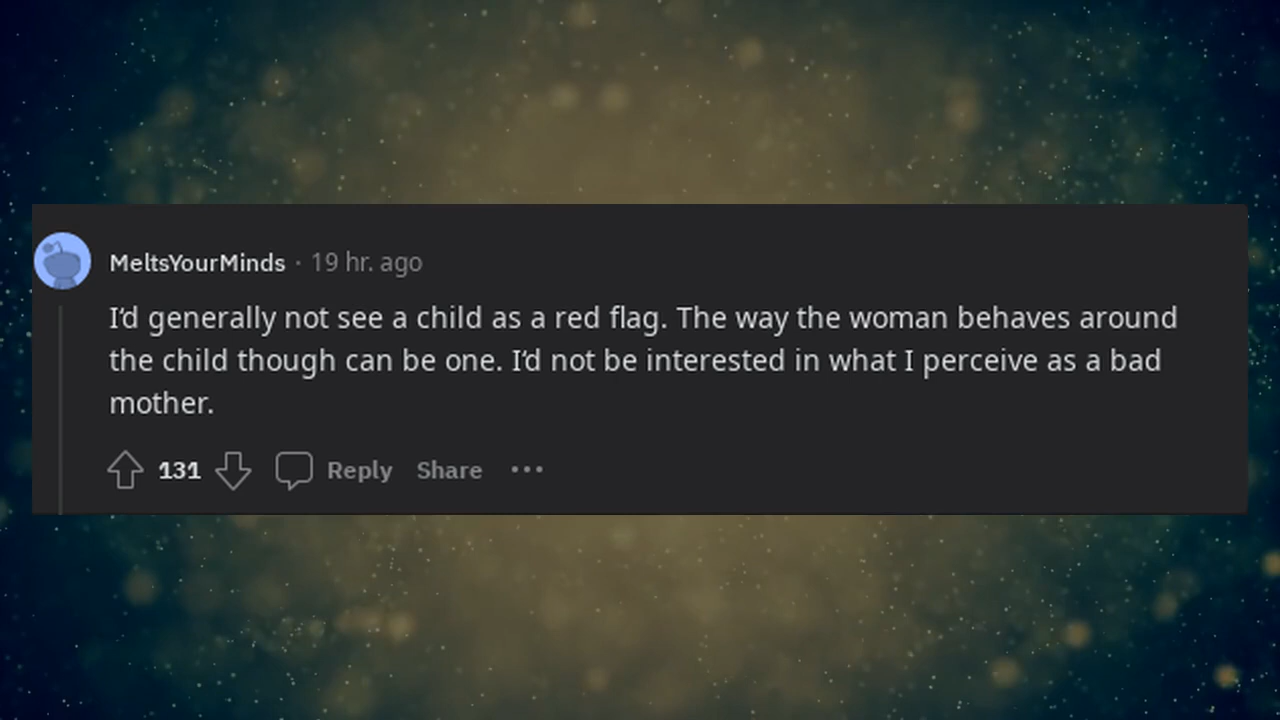 MeltsYourMinds · 19 hr. ago
I'd generally not see a child as a red flag. The way the woman behaves around
the child though can be one. I'd not be interested in what I perceive as a bad
mother.
131 Reply Share ···